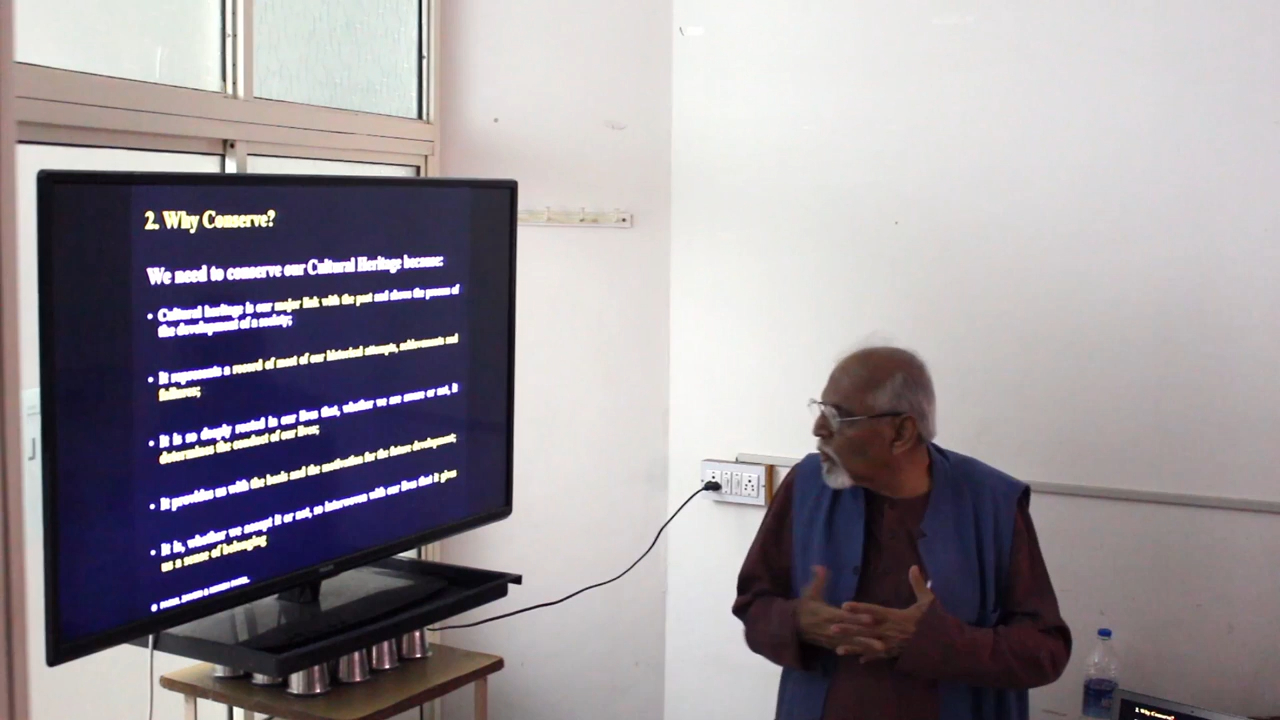 2. Why Conserve?
We need to conserve our Cultural Heritage because:
• Cultural heritage is our major link with the past and shows the process of
the development of a society;
• It represents a record of most of our historical attempts, achievements and
failures;
• It is so deeply rooted in our lives that, whether we are aware or not, it
determines the conduct of our lives;
• It provides us with the basis and the motivation for the future development;
• It is, whether we accept it or not, so interwoven with our lives that it gives
us a sense of belonging
2. Why Conserve?